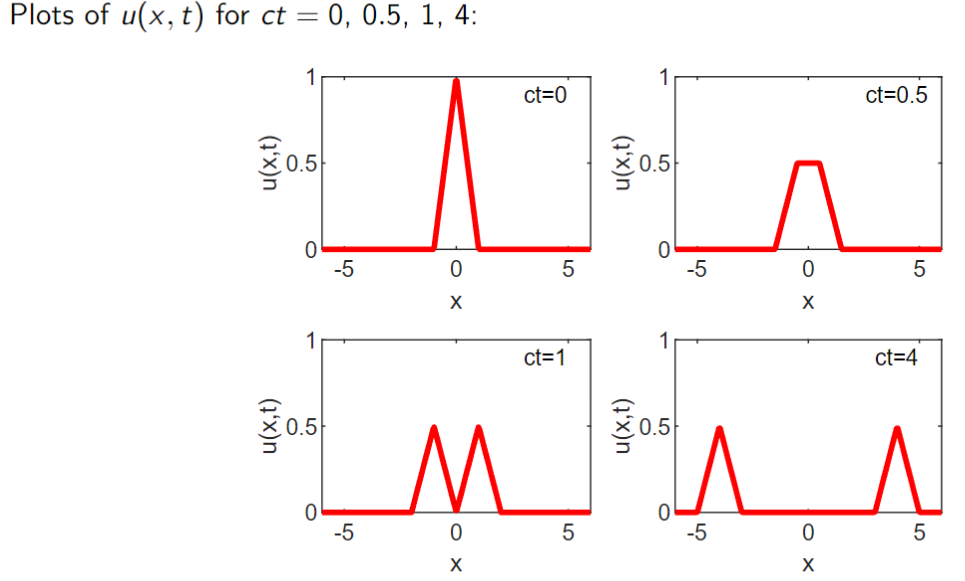 Plots of u(x, t) for ct = 0, 0.5, 1, 4:
1
ct=0
u(x,t)
0.5
0
-5 0 5
x
1
ct=0.5
u(x,t)
0.5
0
-5 0 5
x
1
ct=1
u(x,t)
0.5
0
-5 0 5
x
1
ct=4
u(x,t)
0.5
0
-5 0 5
x